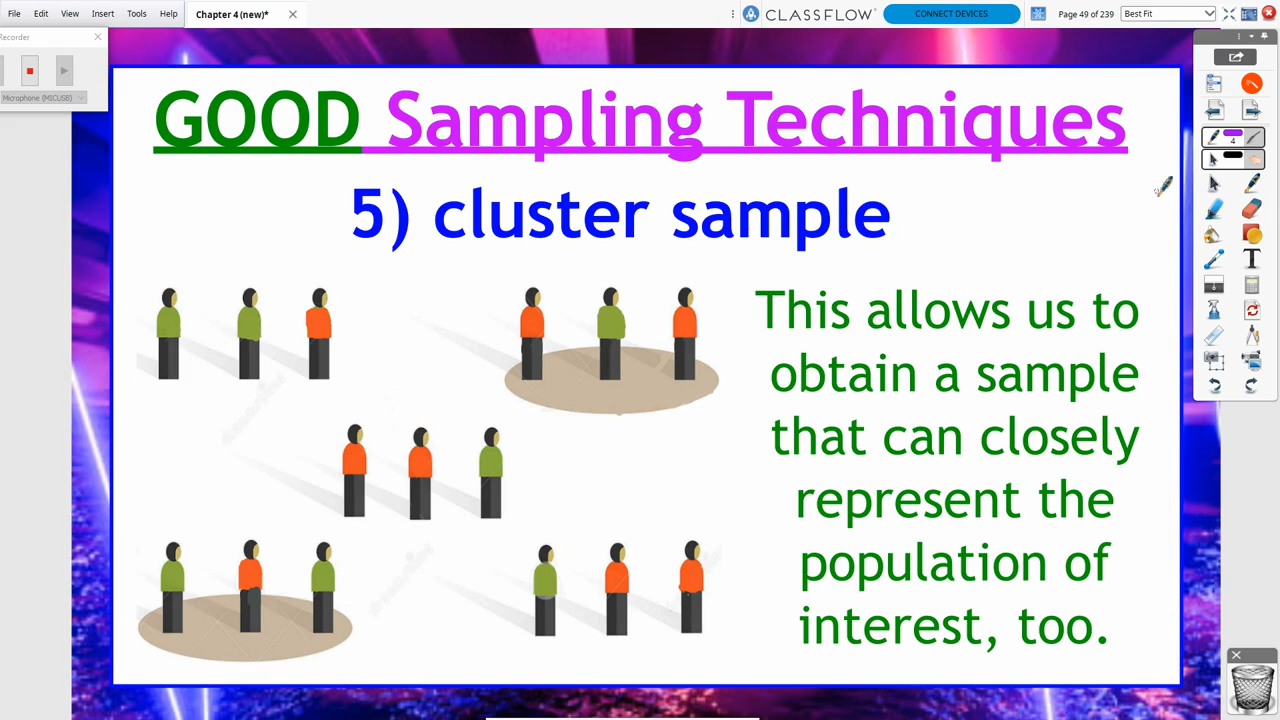 File Edit View Insert Tools Help
Chapter 4 (new)*
CLASSFLOW
CONNECT DEVICES
Page 49 of 239
Best Fit
Recorder
Microphone (MICUSB)
4
GOOD Sampling Techniques
5) cluster sample
This allows us to
obtain a sample
that can closely
represent the
population of
interest, too.